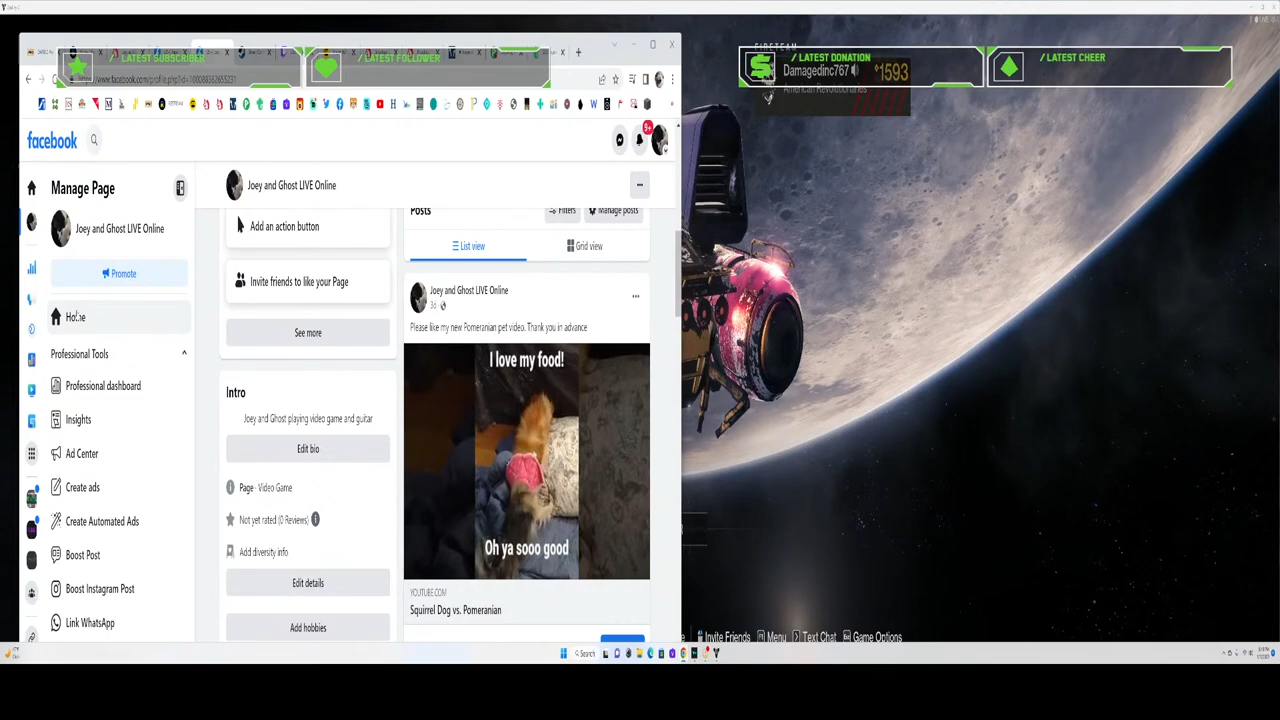 LATEST SUBSCRIBER
LATEST FOLLOWER
FIRETEAM
LATEST DONATION
LATEST CHEER
Damagedinc767
1593
American Revolutionaries
facebook
9+
Manage Page
Joey and Ghost LIVE Online
Promote
Home
Professional Tools
Professional dashboard
Insights
Ad Center
Create ads
Create Automated Ads
Boost Post
Boost Instagram Post
Link WhatsApp
Joey and Ghost LIVE Online
Add an action button
Invite friends to like your Page
See more
Intro
Joey and Ghost playing video game and guitar
Edit bio
Page · Video Game
Not yet rated (0 Reviews)
Add diversity info
Edit details
Add hobbies
Posts
Filters
Manage posts
List view
Grid view
Joey and Ghost LIVE Online
3d
Please like my new Pomeranian pet video. Thank you in advance
I love my food!
Oh ya sooo good
YOUTUBE.COM
Squirrel Dog vs. Pomeranian
Invite Friends
Menu
Text Chat
Game Options
Search